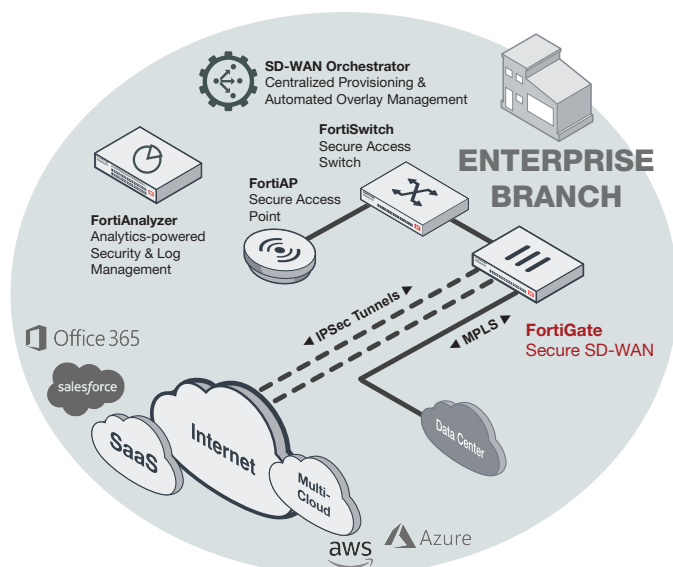 SD-WAN Orchestrator
Centralized Provisioning &
Automated Overlay Management
FortiSwitch
Secure Access
Switch
ENTERPRISE
BRANCH
FortiAP
Secure Access
Point
FortiAnalyzer
Analytics-powered
Security & Log
Management
◄ IPSec Tunnels ►
◄ MPLS ►
FortiGate
Secure SD-WAN
Office 365
salesforce
SaaS
Internet
Multi-
Cloud
Data Center
aws
Azure